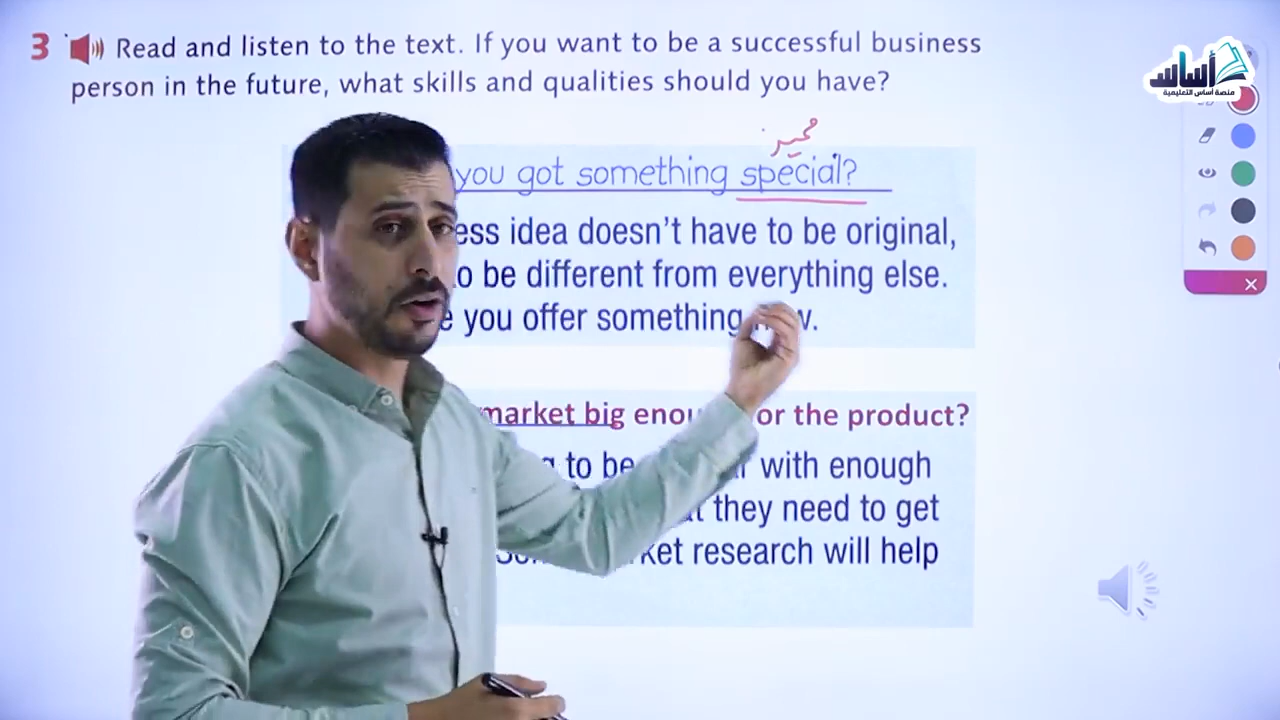 3 Read and listen to the text. If you want to be a successful business
person in the future, what skills and qualities should you have?
أساس
منصة أساس التعليمية
مميز
you got something special?
ess idea doesn't have to be original,
to be different from everything else.
you offer something
market big or the product?
to be with enough
they need to get
research will help